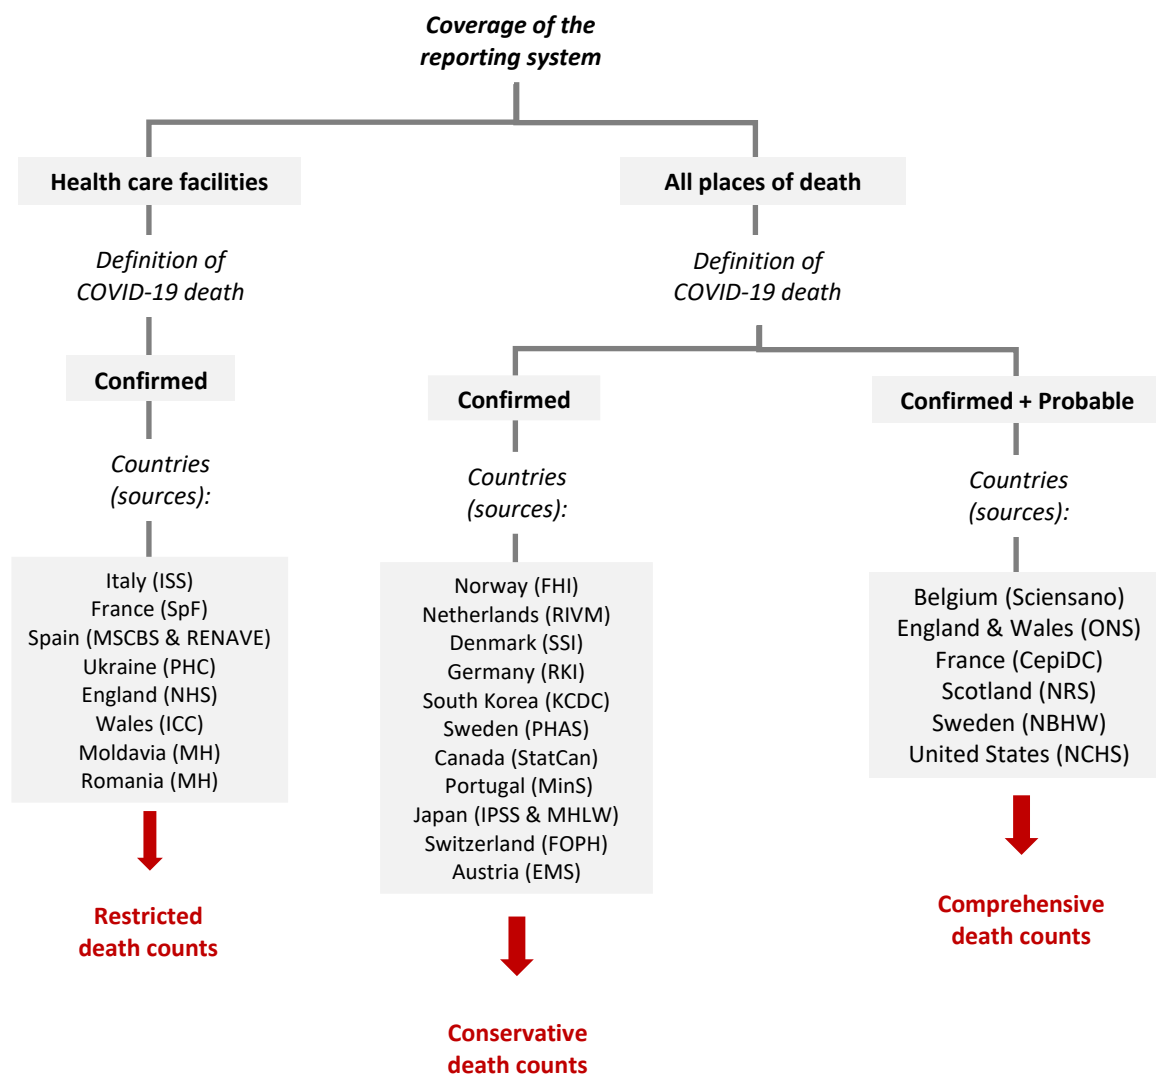 Coverage of the
reporting system
Health care facilities
All places of death
Definition of
COVID-19 death
Definition of
COVID-19 death
Confirmed
Confirmed
Confirmed + Probable
Countries
(sources):
Countries
(sources):
Countries
(sources):
Italy (ISS)
France (SpF)
Spain (MSCBS & RENAVE)
Ukraine (PHC)
England (NHS)
Wales (ICC)
Moldavia (MH)
Romania (MH)
Norway (FHI)
Netherlands (RIVM)
Denmark (SSI)
Germany (RKI)
South Korea (KCDC)
Sweden (PHAS)
Canada (StatCan)
Portugal (MinS)
Japan (IPSS & MHLW)
Switzerland (FOPH)
Austria (EMS)
Belgium (Sciensano)
England & Wales (ONS)
France (CepiDC)
Scotland (NRS)
Sweden (NBHW)
United States (NCHS)
Restricted
death counts
Conservative
death counts
Comprehensive
death counts